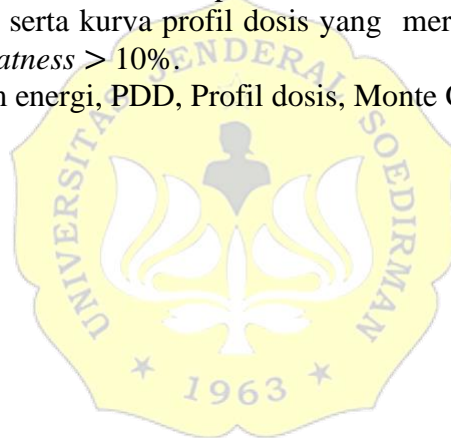 serta kurva profil dosis yang mer
atness > 10%.
energi, PDD, Profil dosis, Monte
UNIVERSITAS JENDERAL SOEDIRMAN
1963